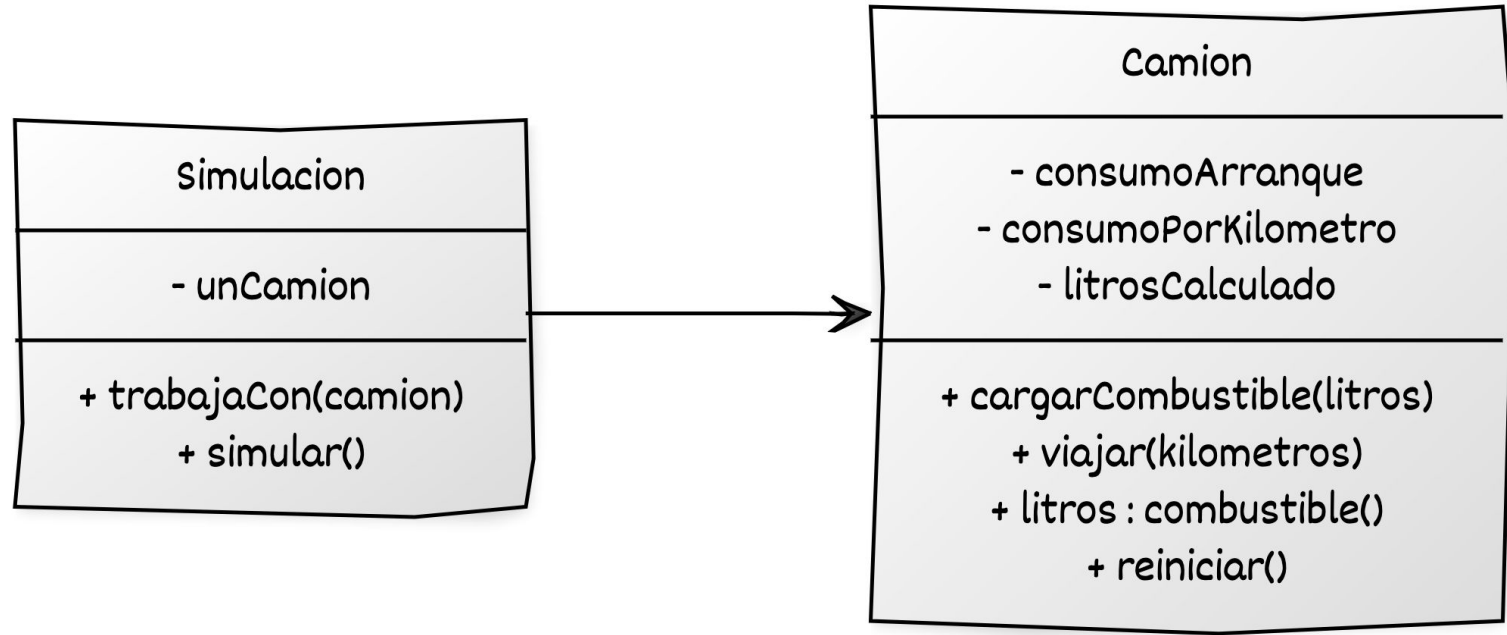 Simulacion
- unCamion
+ trabajaCon(camion)
+ simular()
Camion
- consumoArranque
- consumoPorKilometro
- litrosCalculado
+ cargarCombustible(litros)
+ viajar(kilometros)
+ litros : combustible()
+ reiniciar()